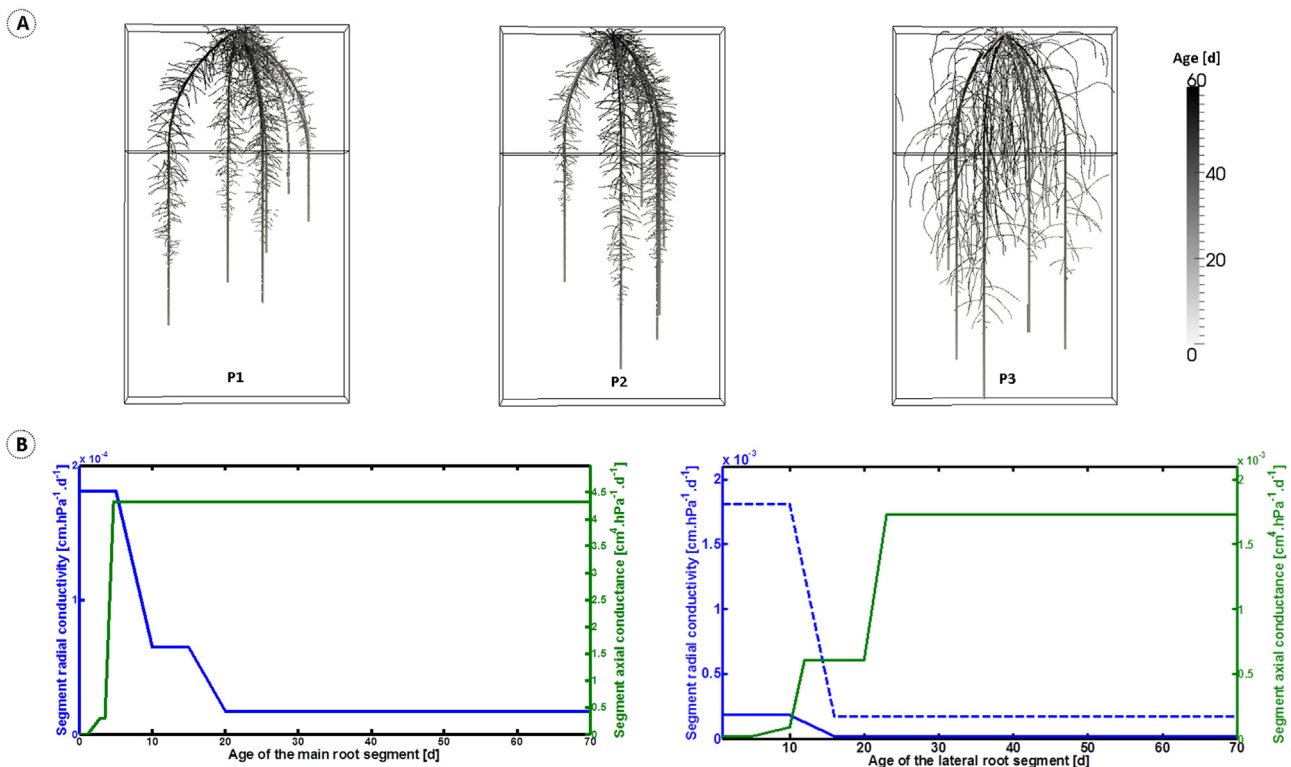 A
P1
P2
P3
Age [d]
60
40
20
0
B
2 x 10⁻⁴
1
0
Segment radial conductivity [cm.hPa⁻¹.d⁻¹]
4.5
4
3.5
3
2.5
2
1.5
1
0.5
0
Segment axial conductance [cm⁴.hPa⁻¹.d⁻¹]
0 10 20 30 40 50 60 70
Age of the main root segment [d]
x 10⁻³
2
1.5
1
0.5
0
Segment radial conductivity [cm.hPa⁻¹.d⁻¹]
x 10⁻³
2
1.5
1
0.5
0
Segment axial conductance [cm⁴.hPa⁻¹.d⁻¹]
10 20 30 40 50 60 70
Age of the lateral root segment [d]